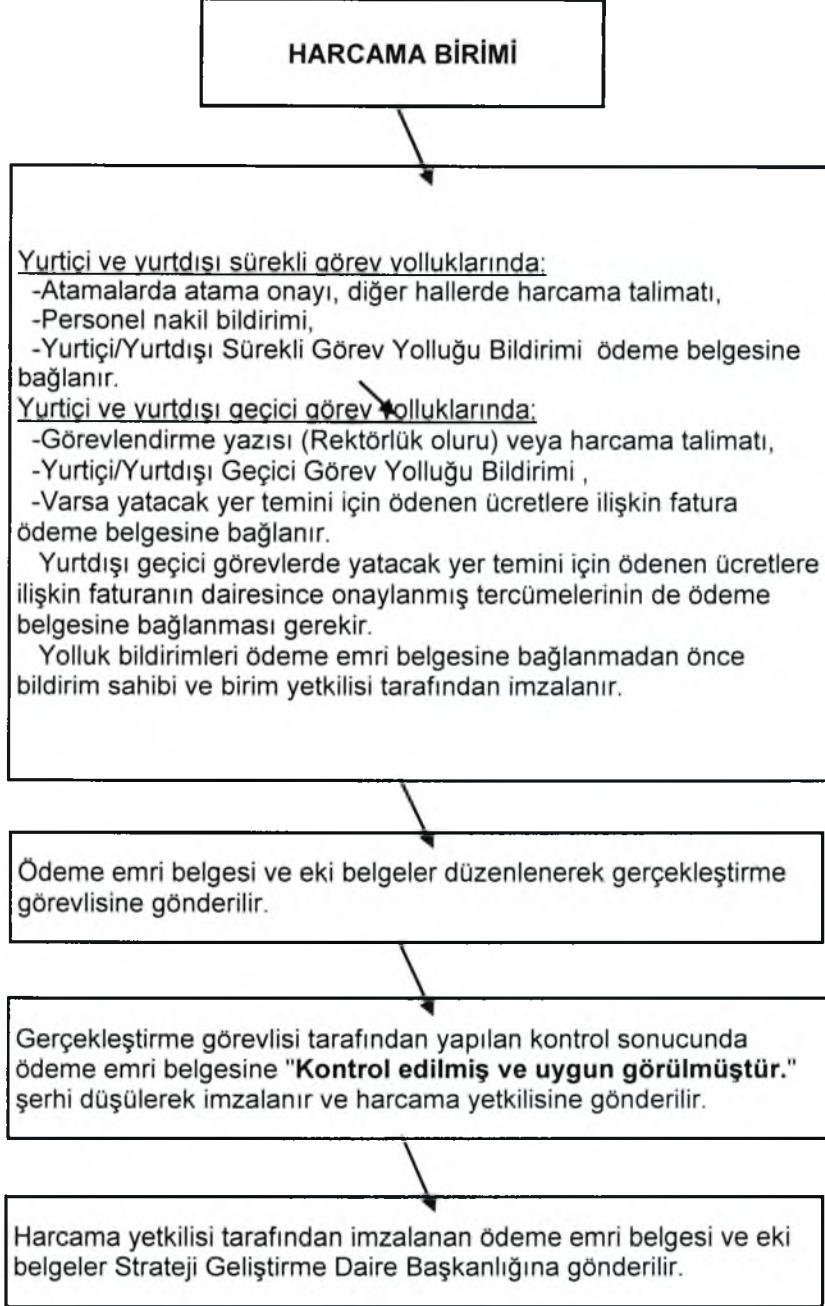 HARCAMA BİRİMİ
Yurtiçi ve yurtdışı sürekli görev yolluklarında:
-Atamalarda atama onayı, diğer hallerde harcama talimatı,
-Personel nakil bildirimi,
-Yurtiçi/Yurtdışı Sürekli Görev Yolluğu Bildirimi ödeme belgesine
bağlanır.
Yurtiçi ve yurtdışı geçici görev yolluklarında:
-Görevlendirme yazısı (Rektörlük oluru) veya harcama talimatı,
-Yurtiçi/Yurtdışı Geçici Görev Yolluğu Bildirimi ,
-Varsa yatacak yer temini için ödenen ücretlere ilişkin fatura
ödeme belgesine bağlanır.
Yurtdışı geçici görevlerde yatacak yer temini için ödenen ücretlere
ilişkin faturanın dairesince onaylanmış tercümelerinin de ödeme
belgesine bağlanması gerekir.
Yolluk bildirimleri ödeme emri belgesine bağlanmadan önce
bildirim sahibi ve birim yetkilisi tarafından imzalanır.
Ödeme emri belgesi ve eki belgeler düzenlenerek gerçekleştirme
görevlisine gönderilir.
Gerçekleştirme görevlisi tarafından yapılan kontrol sonucunda
ödeme emri belgesine "Kontrol edilmiş ve uygun görülmüştür."
şerhi düşülerek imzalanır ve harcama yetkilisine gönderilir.
Harcama yetkilisi tarafından imzalanan ödeme emri belgesi ve eki
belgeler Strateji Geliştirme Daire Başkanlığına gönderilir.